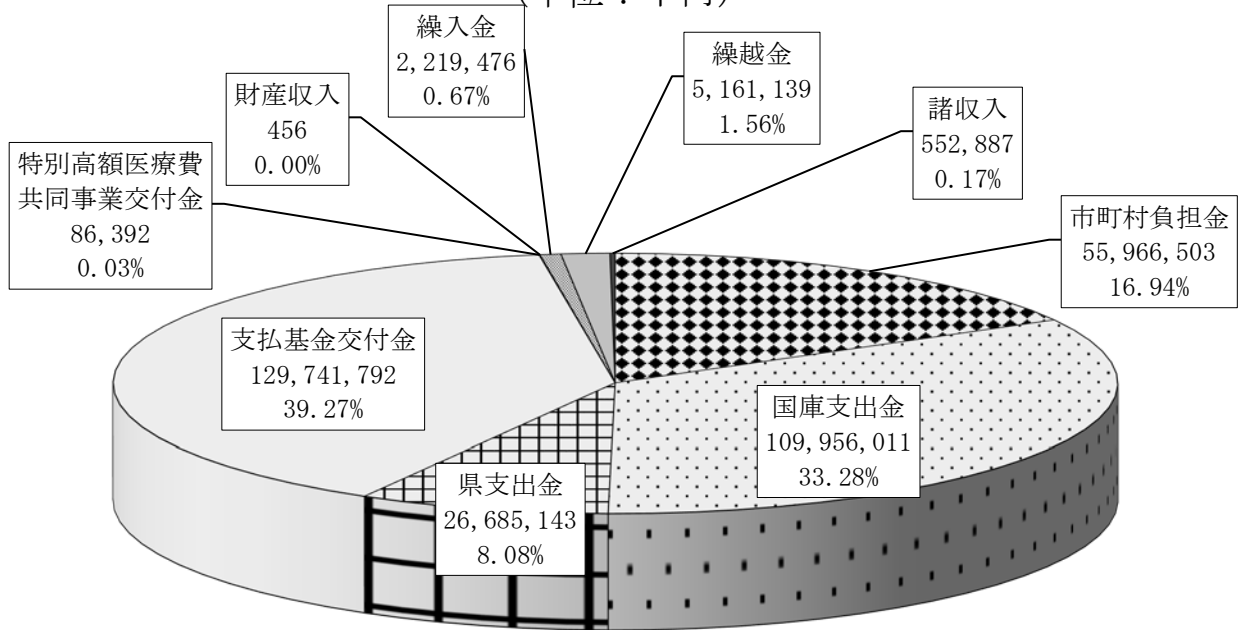 繰入金
2,219,476
0.67%
繰越金
5,161,139
1.56%
財産収入
456
0.00%
諸収入
552,887
0.17%
特別高額医療費
共同事業交付金
86,392
0.03%
市町村負担金
55,966,503
16.94%
支払基金交付金
129,741,792
39.27%
国庫支出金
109,956,011
33.28%
県支出金
26,685,143
8.08%